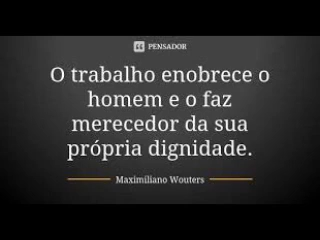 PENSADOR
O trabalho enobrece o
homem e o faz
merecedor da sua
própria dignidade.
Maximiliano Wouters